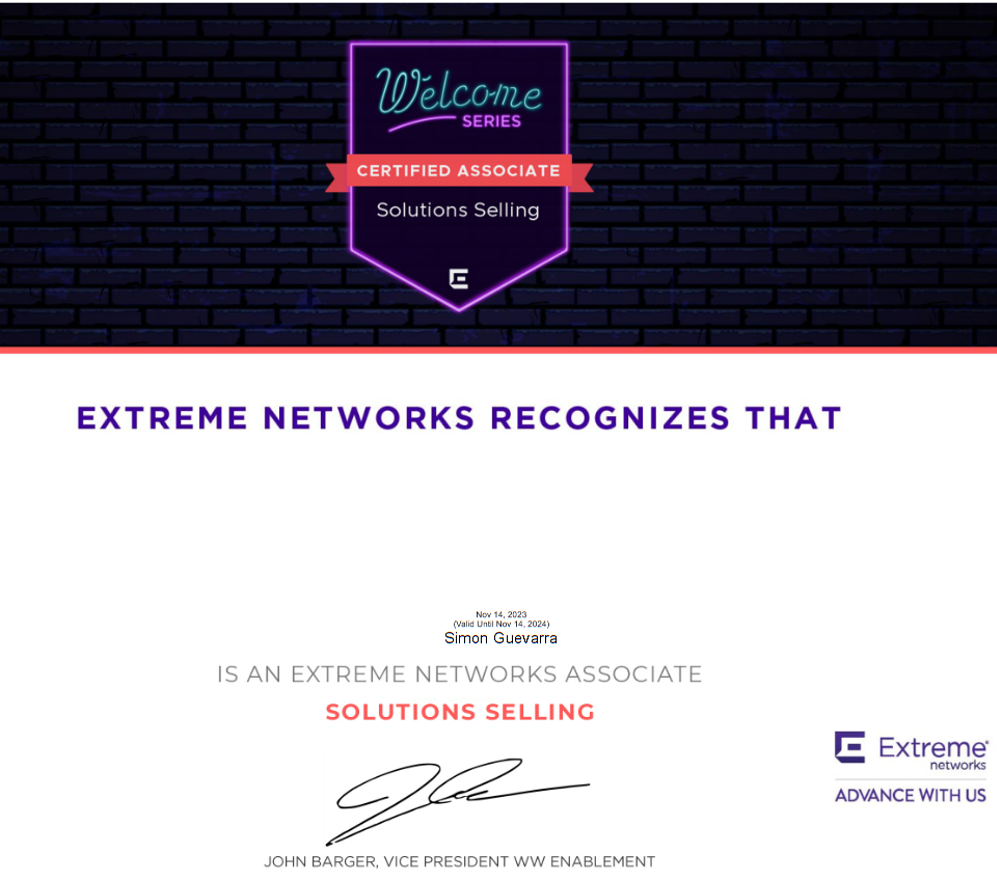 Welcome
SERIES
CERTIFIED ASSOCIATE
Solutions Selling
EXTREME NETWORKS RECOGNIZES THAT
Nov 14, 2023
(Valid Until Nov 14, 2024)
Simon Guevarra
IS AN EXTREME NETWORKS ASSOCIATE
SOLUTIONS SELLING
Extreme®
networks
ADVANCE WITH US
JOHN BARGER, VICE PRESIDENT WW ENABLEMENT